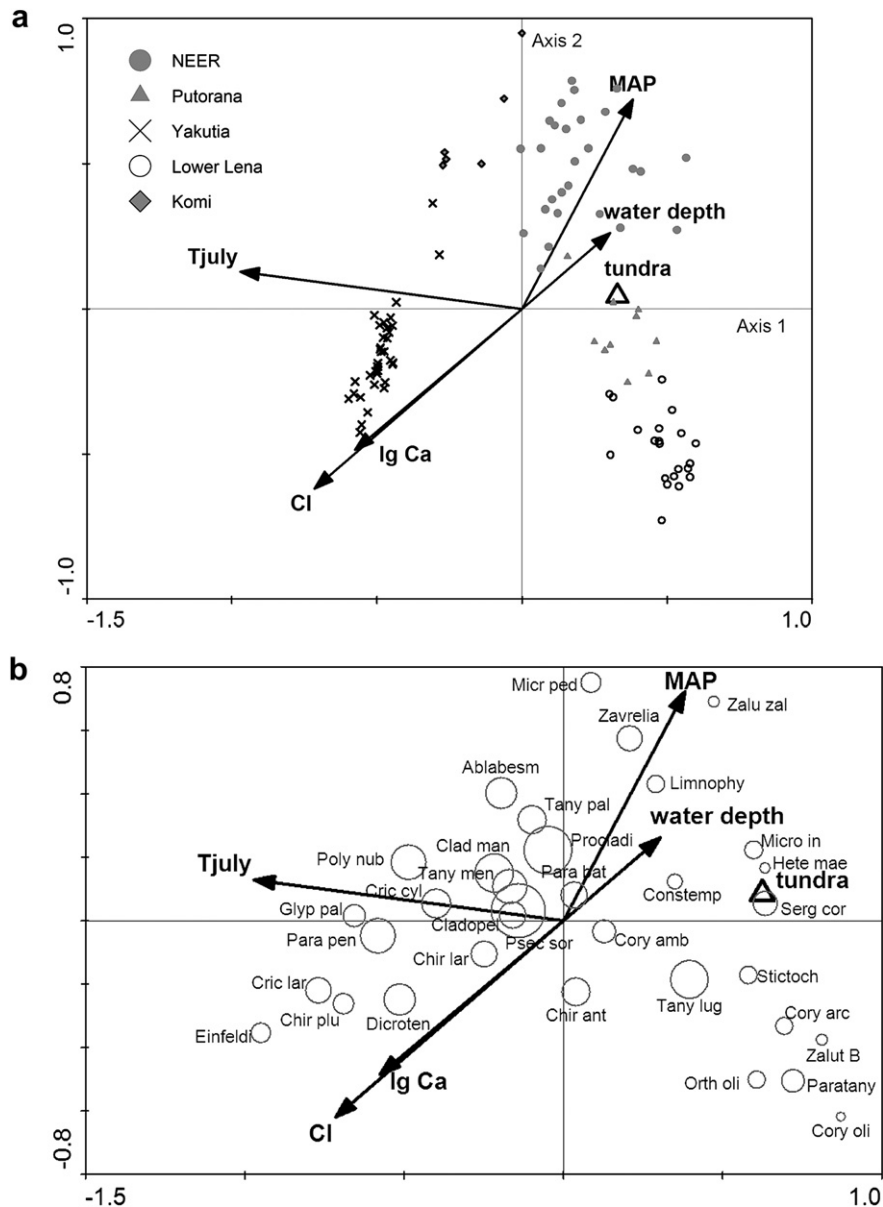 a
1.0
Axis 2
NEER
Putorana
Yakutia
Lower Lena
Komi
MAP
water depth
Tjuly
tundra
Axis 1
lg Ca
CI
-1.0
-1.5
1.0
b
0.8
Micr ped
MAP
Zalu zal
Zavrelia
Ablabesm
Limnophy
Tany pal
water depth
Clad man
Procladi
Micro in
Poly nub
Tany men
Para bat
Hete mae
Tjuly
tundra
Cric cyl
Constemp
Glyp pal
Serg cor
Cladopel
Para pen
Psec sor
Cory amb
Chir lar
Stictoch
Cric lar
Tany lug
Chir plu
Dicroten
Chir ant
Cory arc
Einfeldi
Zalut B
lg Ca
Orth oli
Paratany
CI
Cory oli
-0.8
-1.5
1.0